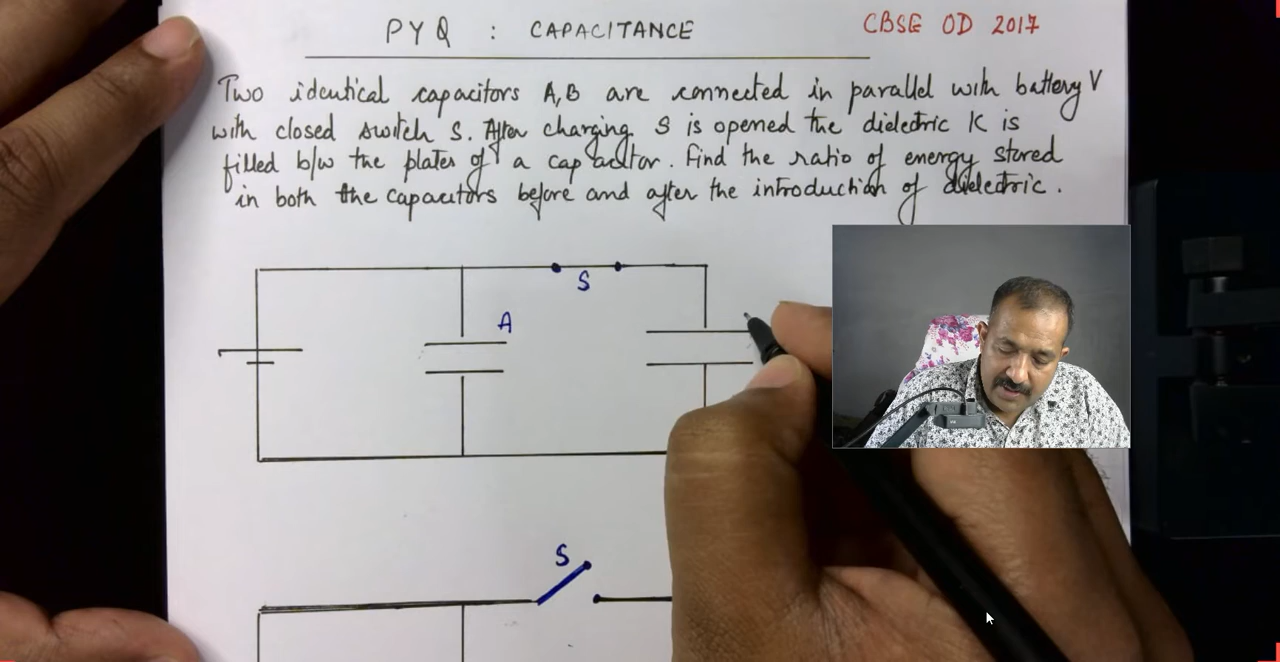 PYQ : CAPACITANCE CBSE OD 2017
Two identical capacitors A,B are connected in parallel with battery V
with closed switch S. After charging S is opened the dielectric K is
filled b/w the plates of a capacitor. Find the ratio of energy stored
in both the capacitors before and after the introduction of dielectric.
S
A
S